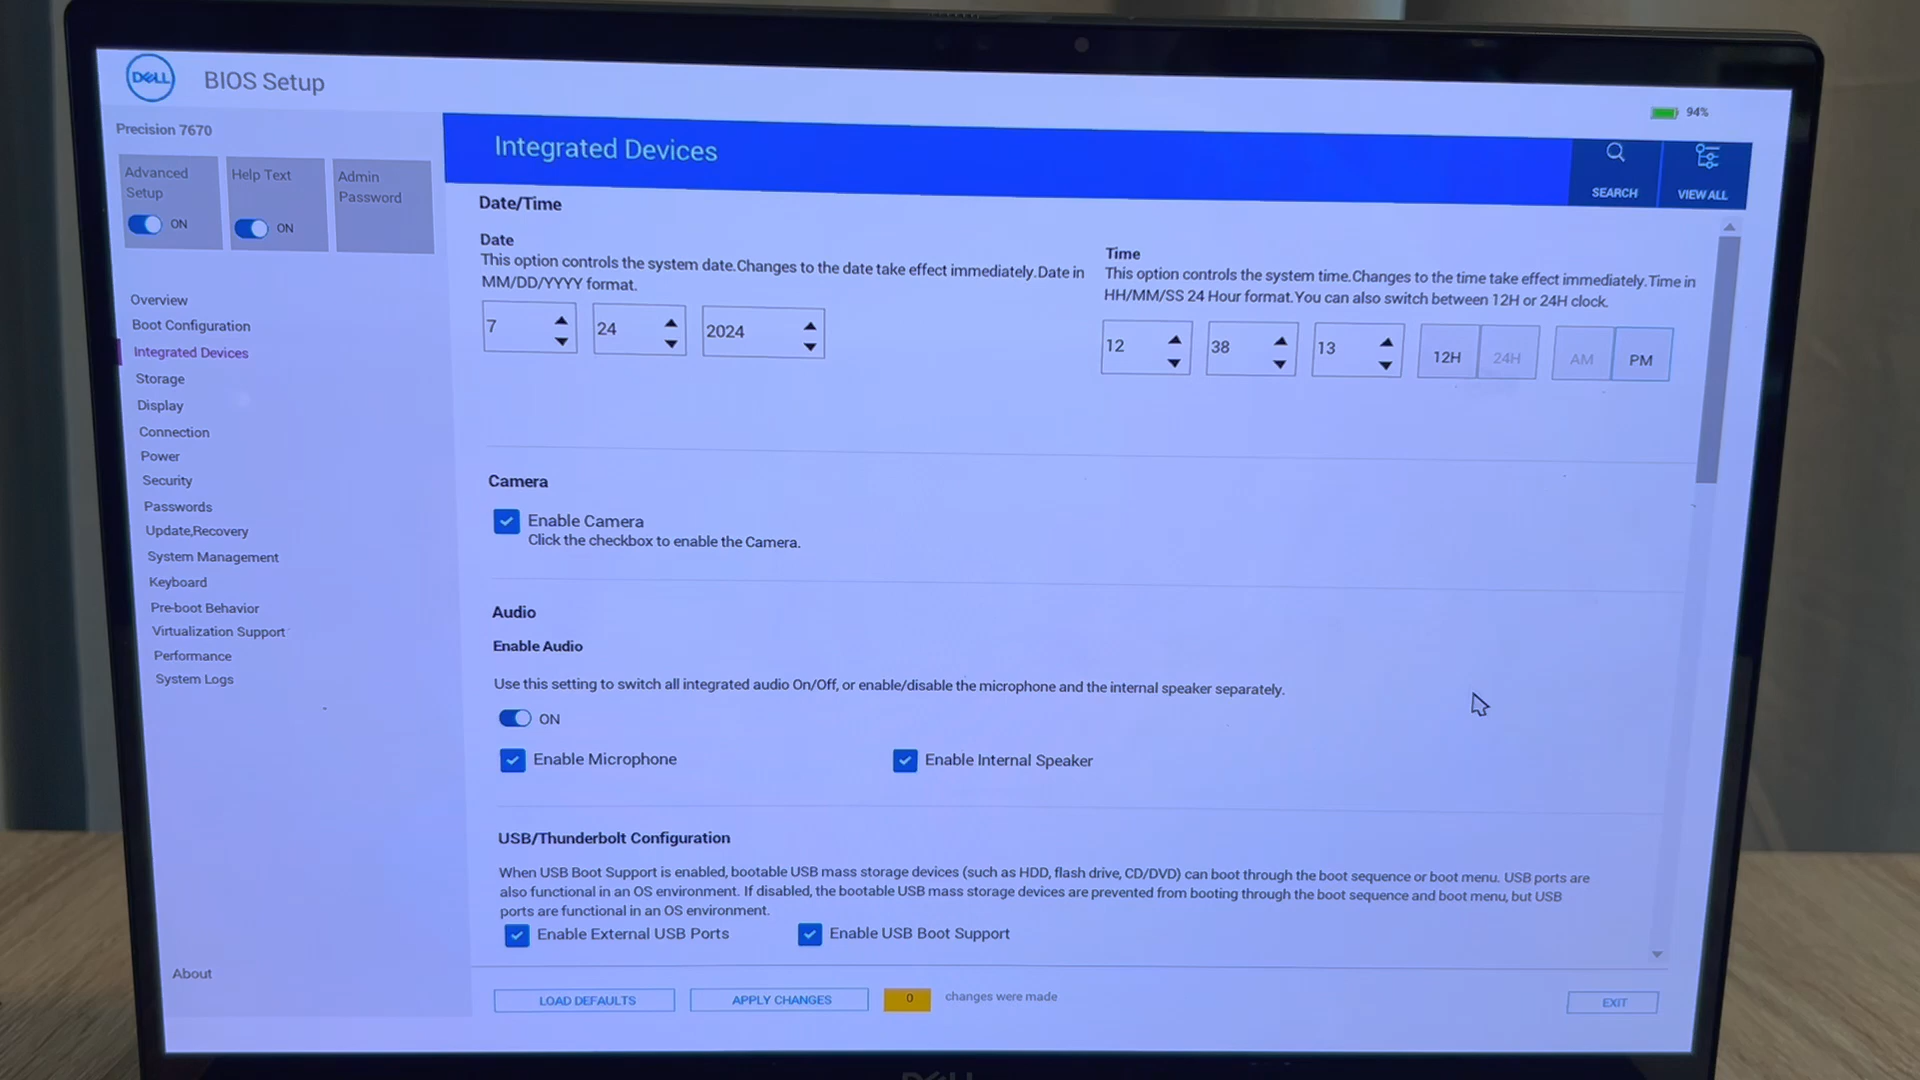 DELL
BIOS Setup
94%
Precision 7670
Advanced Setup
ON
Help Text
ON
Admin Password
Integrated Devices
SEARCH
VIEW ALL
Overview
Boot Configuration
Integrated Devices
Storage
Display
Connection
Power
Security
Passwords
Update,Recovery
System Management
Keyboard
Pre-boot Behavior
Virtualization Support
Performance
System Logs
About
Date/Time
Date
This option controls the system date.Changes to the date take effect immediately.Date in
MM/DD/YYYY format.
7 24 2024
Time
This option controls the system time.Changes to the time take effect immediately.Time in
HH/MM/SS 24 Hour format.You can also switch between 12H or 24H clock.
12 38 13 12H 24H AM PM
Camera
Enable Camera
Click the checkbox to enable the Camera.
Audio
Enable Audio
Use this setting to switch all integrated audio On/Off, or enable/disable the microphone and the internal speaker separately.
ON
Enable Microphone Enable Internal Speaker
USB/Thunderbolt Configuration
When USB Boot Support is enabled, bootable USB mass storage devices (such as HDD, flash drive, CD/DVD) can boot through the boot sequence or boot menu. USB ports are
also functional in an OS environment. If disabled, the bootable USB mass storage devices are prevented from booting through the boot sequence and boot menu, but USB
ports are functional in an OS environment.
Enable External USB Ports Enable USB Boot Support
LOAD DEFAULTS APPLY CHANGES 0 changes were made EXIT
DELL